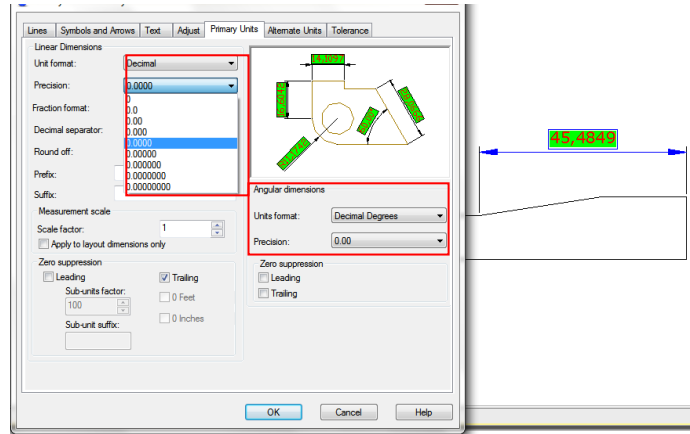 Lines Symbols and Arrows Text Adjust Primary Units Alternate Units Tolerance
Linear Dimensions
Unit format: Decimal
Precision: 0.0000
0
0.0
0.00
0.000
0.0000
0.00000
0.000000
0.0000000
0.00000000
Fraction format:
Decimal separator:
Round off:
Prefix:
Suffix:
Measurement scale
Scale factor: 1
Apply to layout dimensions only
Zero suppression
Leading
Trailing
Sub-units factor:
100
0 Feet
Sub-unit suffix:
0 Inches
14,1097
Angular dimensions
Units format: Decimal Degrees
Precision: 0.00
Zero suppression
Leading
Trailing
OK Cancel Help
45,4849